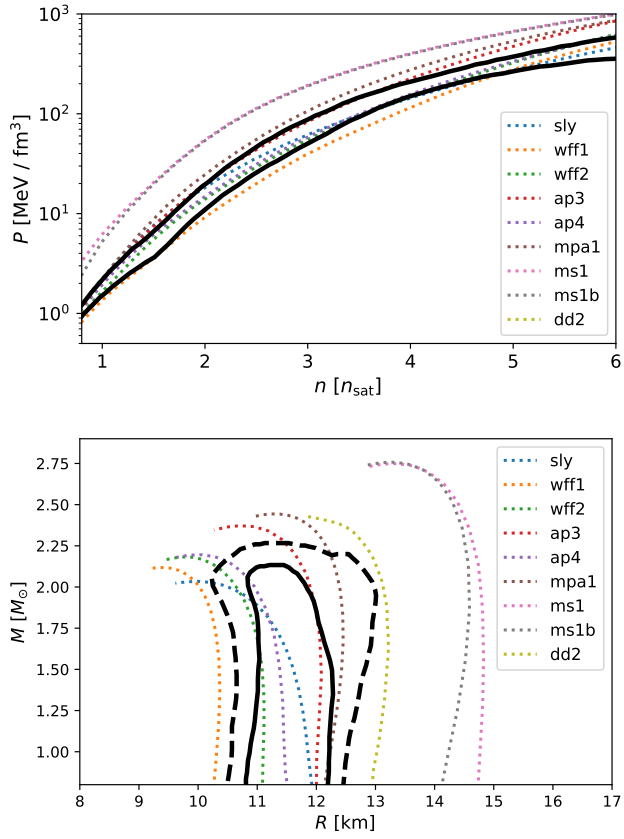 10³
10²
10¹
10⁰
P [MeV / fm³]
sly
wff1
wff2
ap3
ap4
mpa1
ms1
ms1b
dd2
1 2 3 4 5 6
n [n_sat]
2.75
2.50
2.25
2.00
1.75
1.50
1.25
1.00
M [M⊙]
sly
wff1
wff2
ap3
ap4
mpa1
ms1
ms1b
dd2
8 9 10 11 12 13 14 15 16 17
R [km]